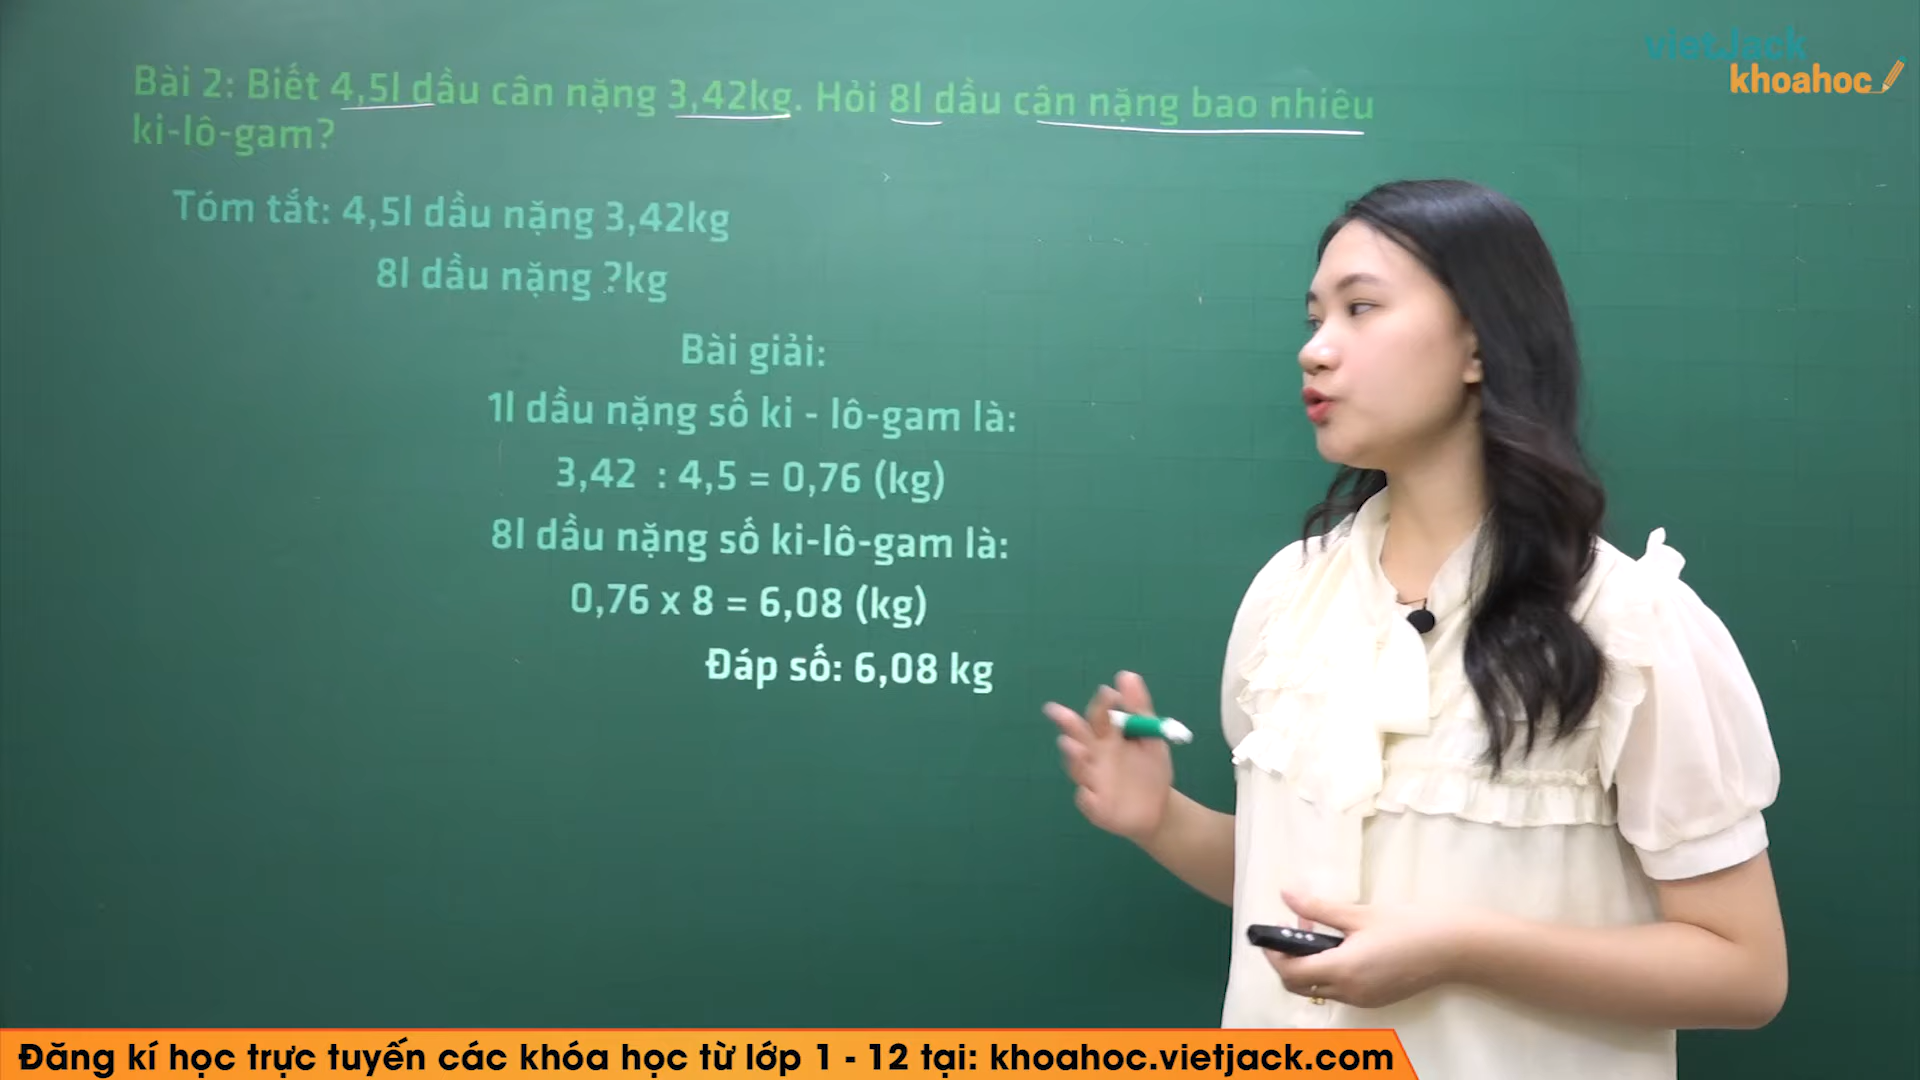 vietJack
khoahoc
Bài 2: Biết 4,5l dầu cân nặng 3,42kg. Hỏi 8l dầu cân nặng bao nhiêu
ki-lô-gam?
Tóm tắt: 4,5l dầu nặng 3,42kg
8l dầu nặng ?kg
Bài giải:
1l dầu nặng số ki - lô-gam là:
3,42 : 4,5 = 0,76 (kg)
8l dầu nặng số ki-lô-gam là:
0,76 x 8 = 6,08 (kg)
Đáp số: 6,08 kg
Đăng kí học trực tuyến các khóa học từ lớp 1 - 12 tại: khoahoc.vietjack.com